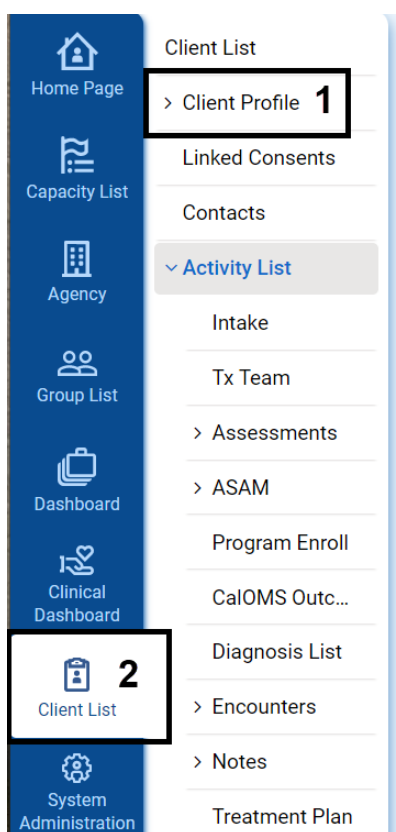 Home Page
Capacity List
Agency
Group List
Dashboard
Clinical
Dashboard
Client List
2
System
Administration
Client List
> Client Profile 1
Linked Consents
Contacts
Activity List
Intake
Tx Team
> Assessments
> ASAM
Program Enroll
CalOMS Outc...
Diagnosis List
> Encounters
> Notes
Treatment Plan